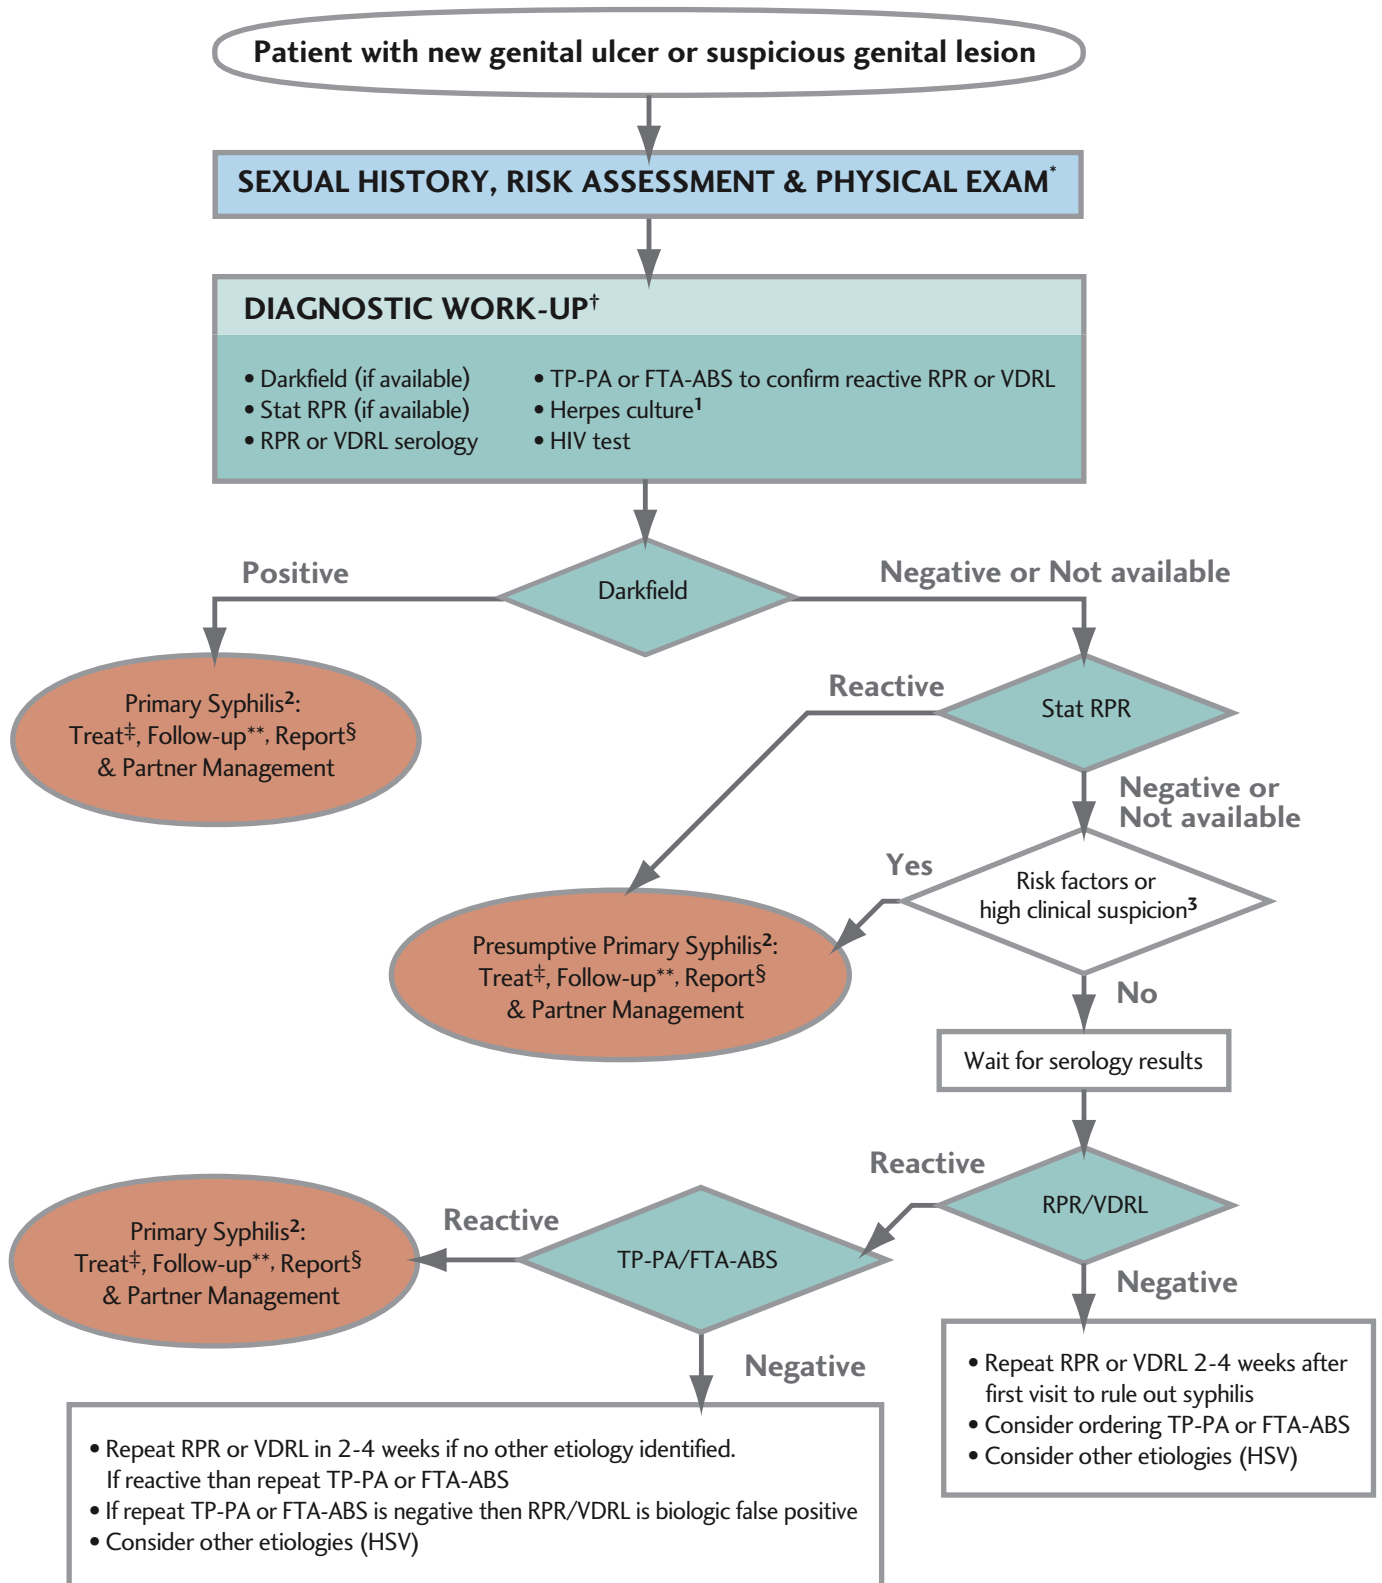 Patient with new genital ulcer or suspicious genital lesion
SEXUAL HISTORY, RISK ASSESSMENT & PHYSICAL EXAM*
DIAGNOSTIC WORK-UP†
• Darkfield (if available)
• Stat RPR (if available)
• RPR or VDRL serology
• TP-PA or FTA-ABS to confirm reactive RPR or VDRL
• Herpes culture1
• HIV test
Darkfield
Positive
Negative or Not available
Primary Syphilis2:
Treat‡, Follow-up**, Report§
& Partner Management
Stat RPR
Reactive
Negative or
Not available
Risk factors or
high clinical suspicion3
Yes
Presumptive Primary Syphilis2:
Treat‡, Follow-up**, Report§
& Partner Management
No
Wait for serology results
RPR/VDRL
Reactive
TP-PA/FTA-ABS
Reactive
Primary Syphilis2:
Treat‡, Follow-up**, Report§
& Partner Management
Negative
• Repeat RPR or VDRL 2-4 weeks after
first visit to rule out syphilis
• Consider ordering TP-PA or FTA-ABS
• Consider other etiologies (HSV)
Negative
• Repeat RPR or VDRL in 2-4 weeks if no other etiology identified.
If reactive than repeat TP-PA or FTA-ABS
• If repeat TP-PA or FTA-ABS is negative then RPR/VDRL is biologic false positive
• Consider other etiologies (HSV)